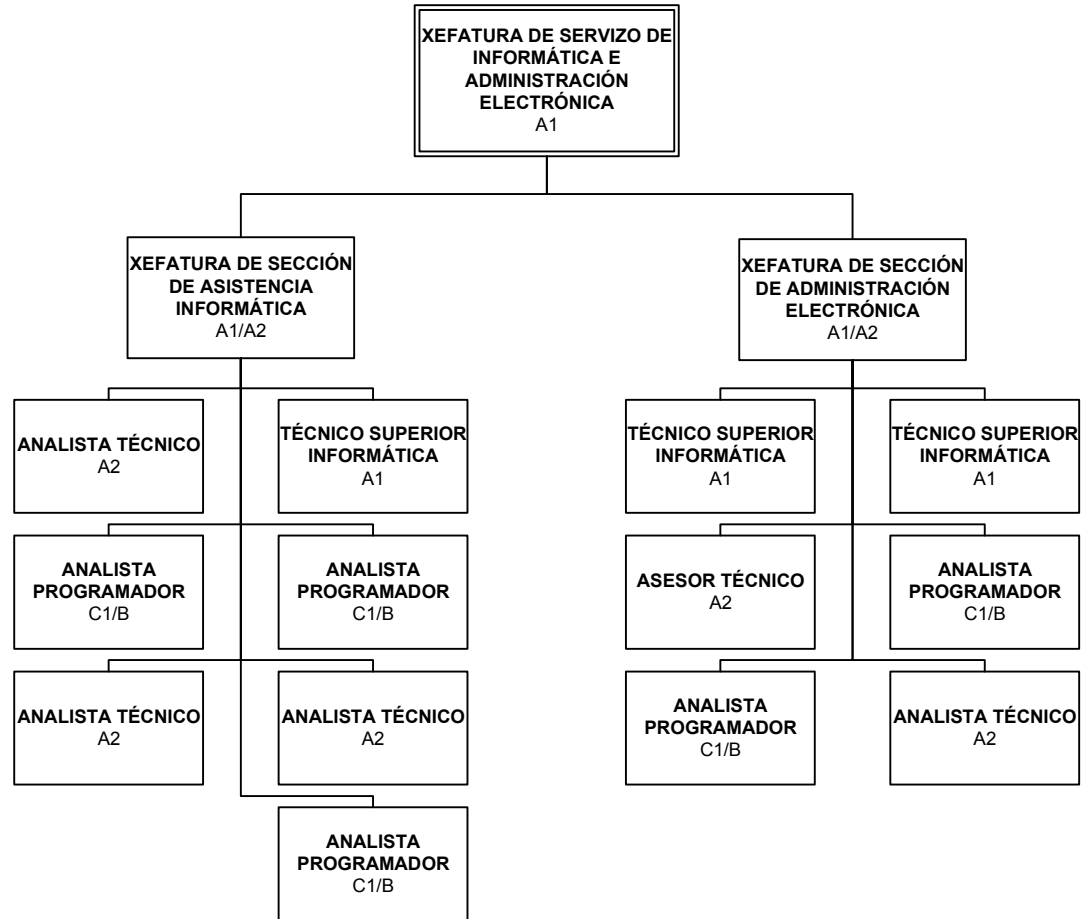 XEFATURA DE SERVIZO DE
INFORMÁTICA E
ADMINISTRACIÓN
ELECTRÓNICA
A1
XEFATURA DE SECCIÓN
DE ASISTENCIA
INFORMÁTICA
A1/A2
XEFATURA DE SECCIÓN
DE ADMINISTRACIÓN
ELECTRÓNICA
A1/A2
ANALISTA TÉCNICO
A2
TÉCNICO SUPERIOR
INFORMÁTICA
A1
TÉCNICO SUPERIOR
INFORMÁTICA
A1
TÉCNICO SUPERIOR
INFORMÁTICA
A1
ANALISTA
PROGRAMADOR
C1/B
ANALISTA
PROGRAMADOR
C1/B
ASESOR TÉCNICO
A2
ANALISTA
PROGRAMADOR
C1/B
ANALISTA TÉCNICO
A2
ANALISTA TÉCNICO
A2
ANALISTA
PROGRAMADOR
C1/B
ANALISTA TÉCNICO
A2
ANALISTA
PROGRAMADOR
C1/B